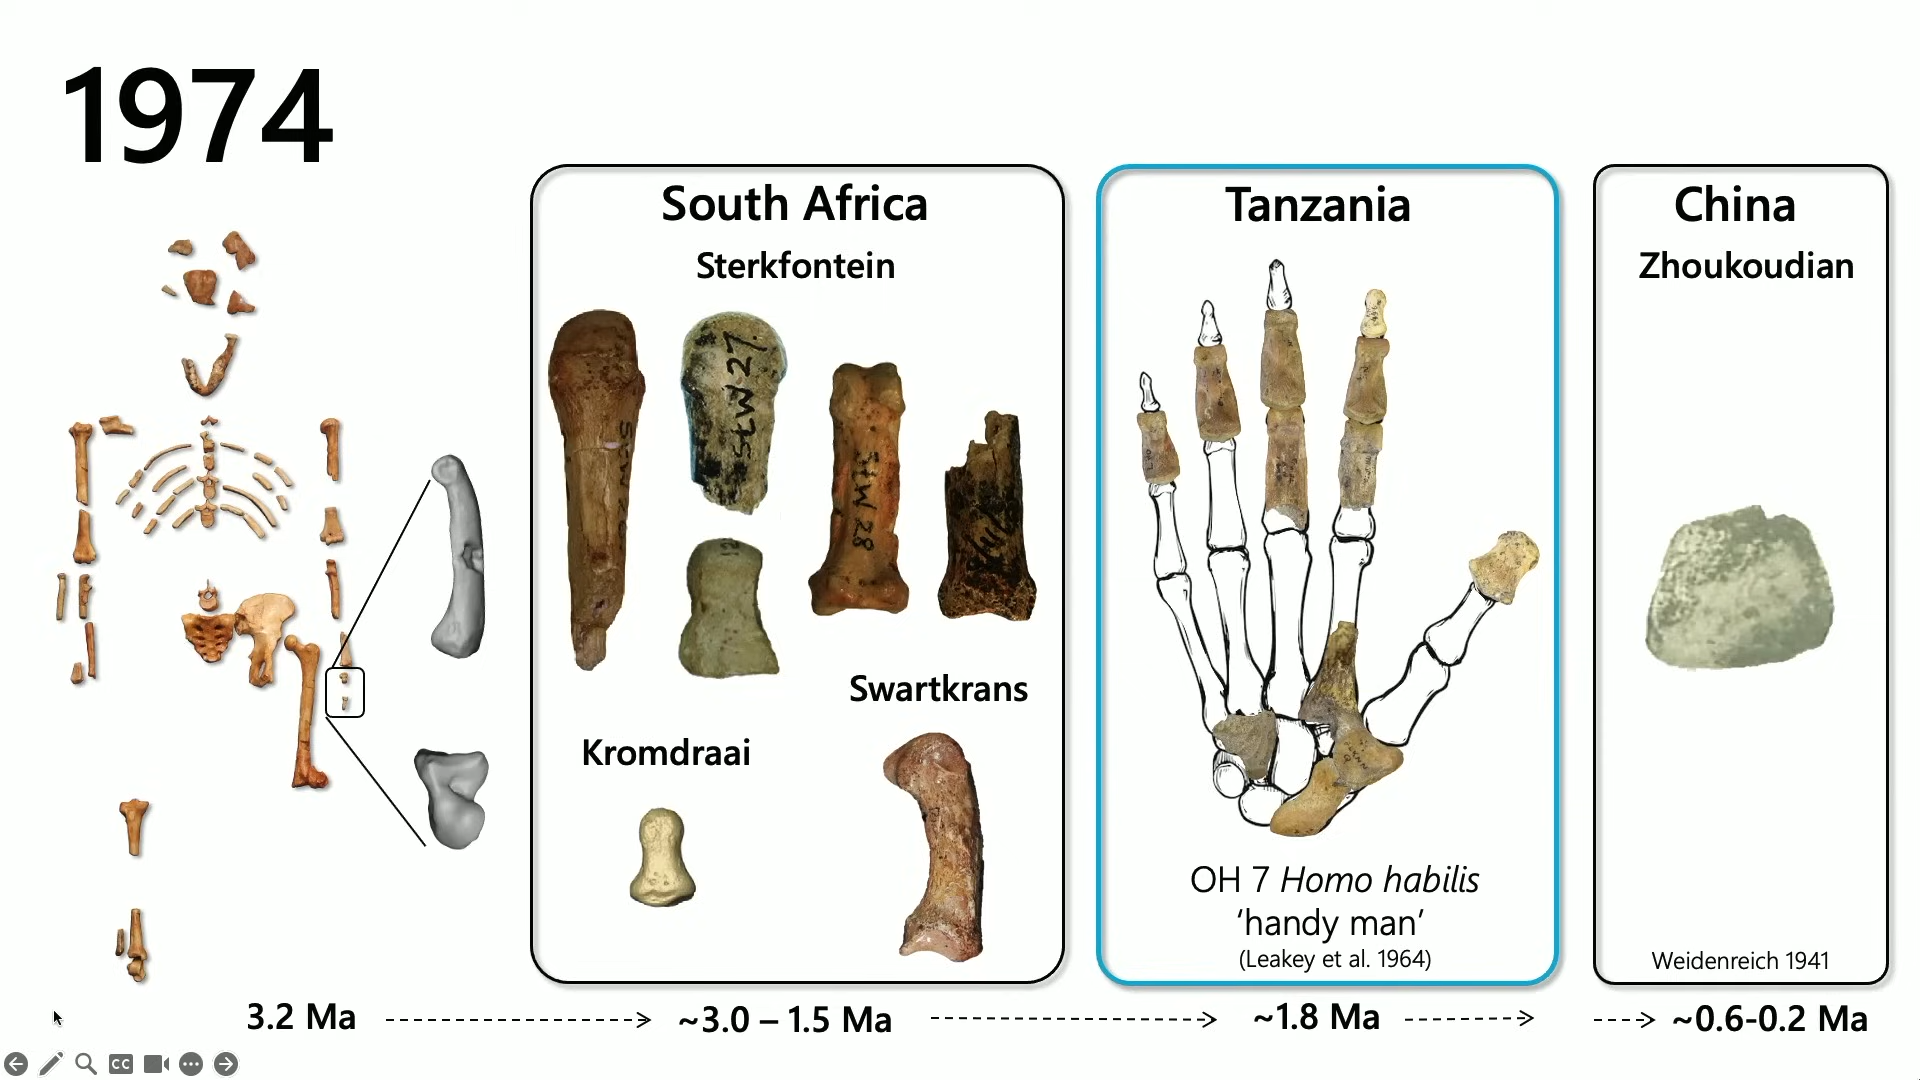 1974
South Africa
Sterkfontein
StW 27
StW 28
Swartkrans
Kromdraai
Tanzania
OH 7 Homo habilis
‘handy man’
(Leakey et al. 1964)
China
Zhoukoudian
Weidenreich 1941
3.2 Ma
~3.0 – 1.5 Ma
~1.8 Ma
~0.6-0.2 Ma
CC